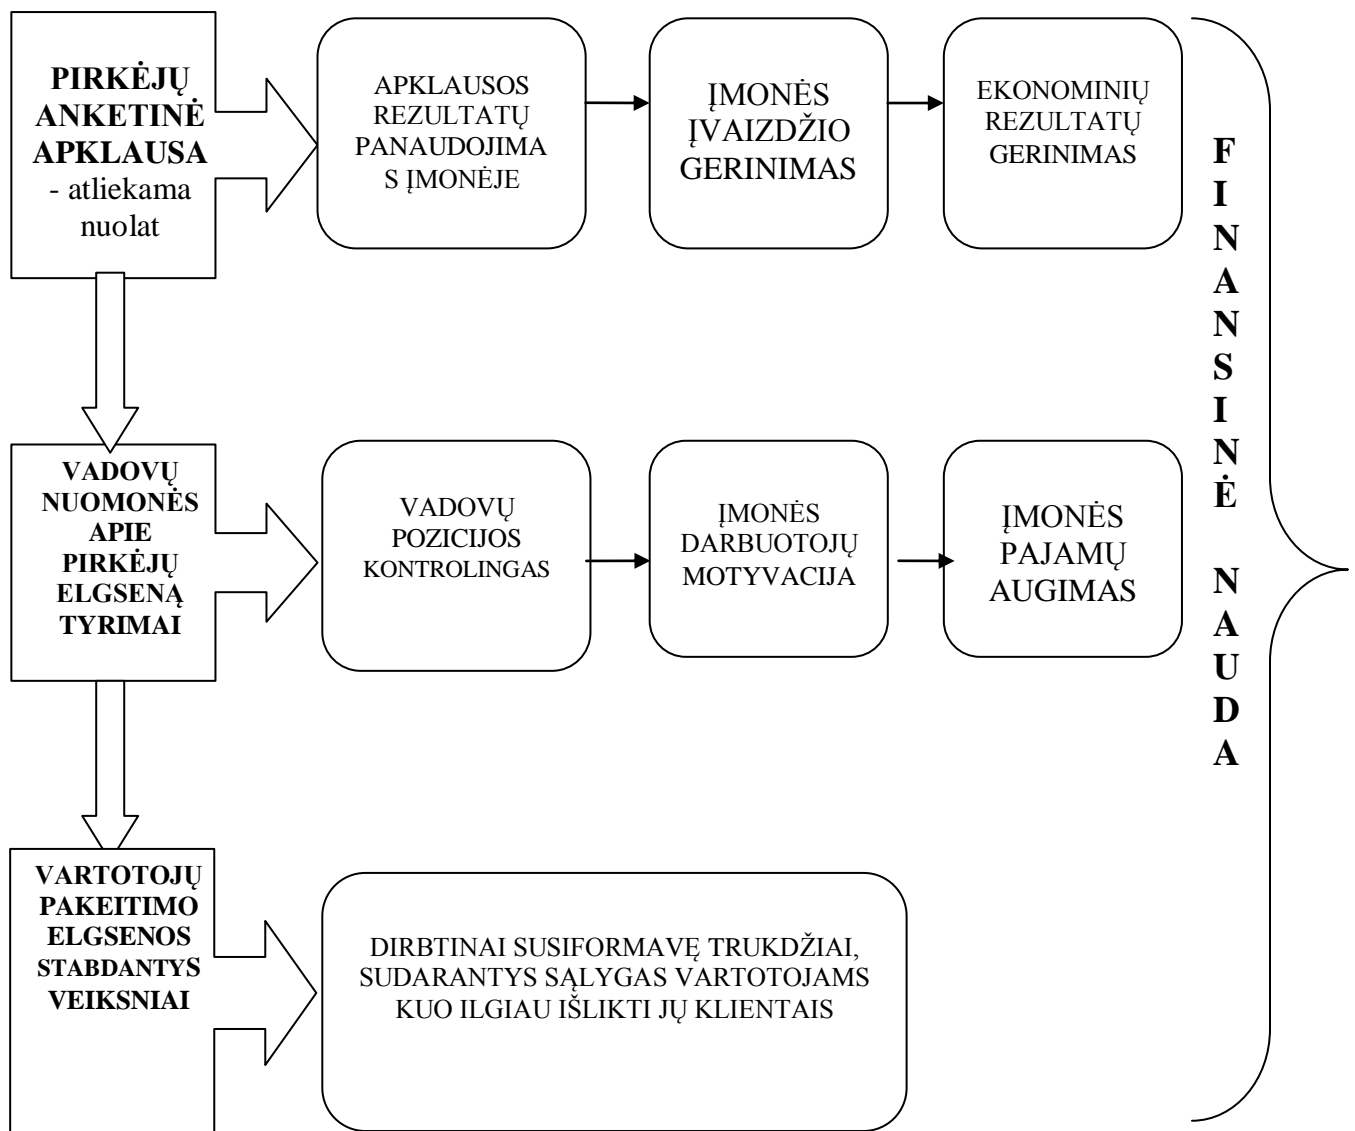 PIRKĖJŲ
ANKETINĖ
APKLAUSA
- atliekama
nuolat
APKLAUSOS
REZULTATŲ
PANAUDOJIMA
S ĮMONĖJE
ĮMONĖS
ĮVAIZDŽIO
GERINIMAS
EKONOMINIŲ
REZULTATŲ
GERINIMAS
VADOVŲ
NUOMONĖS
APIE
PIRKĖJŲ
ELGSENĄ
TYRIMAI
VADOVŲ
POZICIJOS
KONTROLINGAS
ĮMONĖS
DARBUOTOJŲ
MOTYVACIJA
ĮMONĖS
PAJAMŲ
AUGIMAS
VARTOTOJŲ
PAKEITIMO
ELGSENOS
STABDANTYS
VEIKSNIAI
DIRBTINAI SUSIFORMAVĘ TRUKDŽIAI,
SUDARANTYS SĄLYGAS VARTOTOJAMS
KUO ILGIAU IŠLIKTI JŲ KLIENTAIS
F
I
N
A
N
S
I
N
Ė
N
A
U
D
A